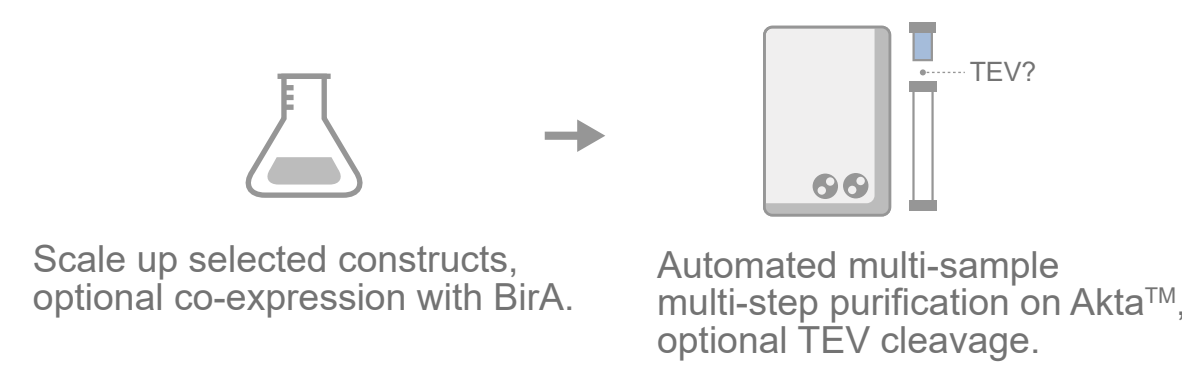 TEV?
Scale up selected constructs,
optional co-expression with BirA.
Automated multi-sample
multi-step purification on Akta™,
optional TEV cleavage.